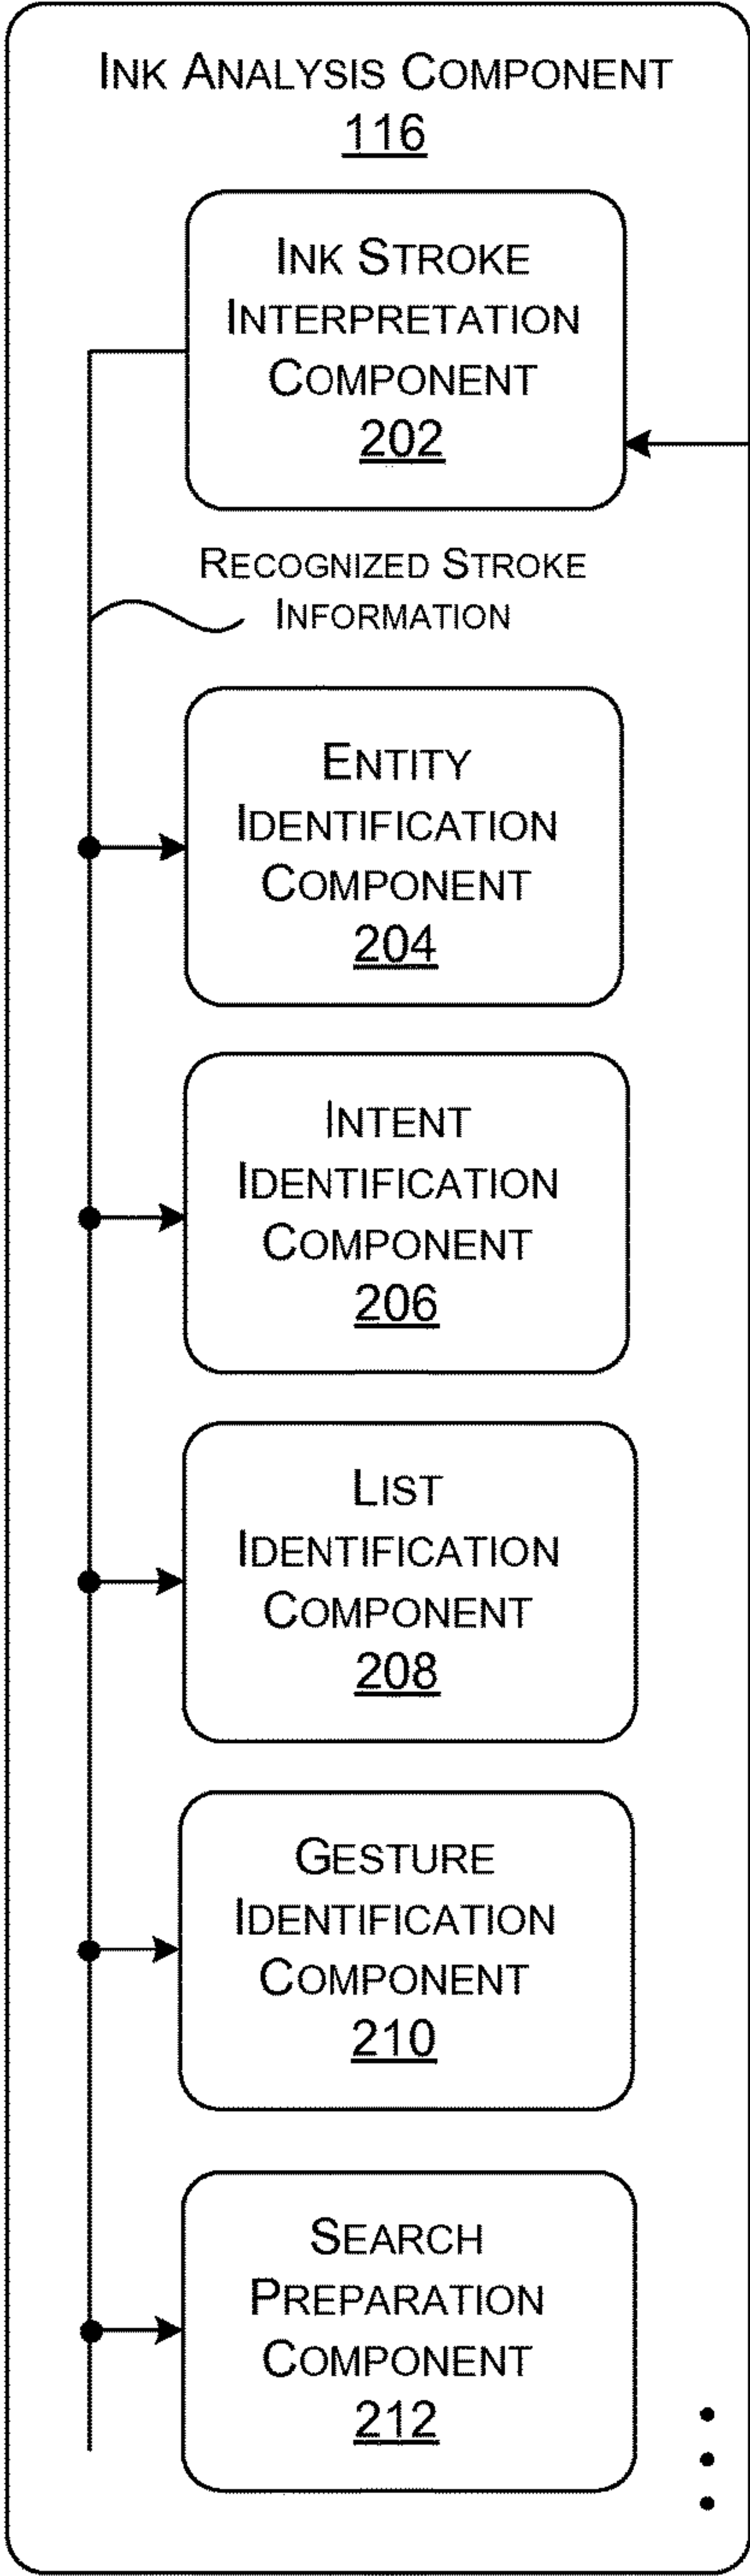 INK ANALYSIS COMPONENT
116
INK STROKE
INTERPRETATION
COMPONENT
202
RECOGNIZED STROKE
INFORMATION
ENTITY
IDENTIFICATION
COMPONENT
204
INTENT
IDENTIFICATION
COMPONENT
206
LIST
IDENTIFICATION
COMPONENT
208
GESTURE
IDENTIFICATION
COMPONENT
210
SEARCH
PREPARATION
COMPONENT
212